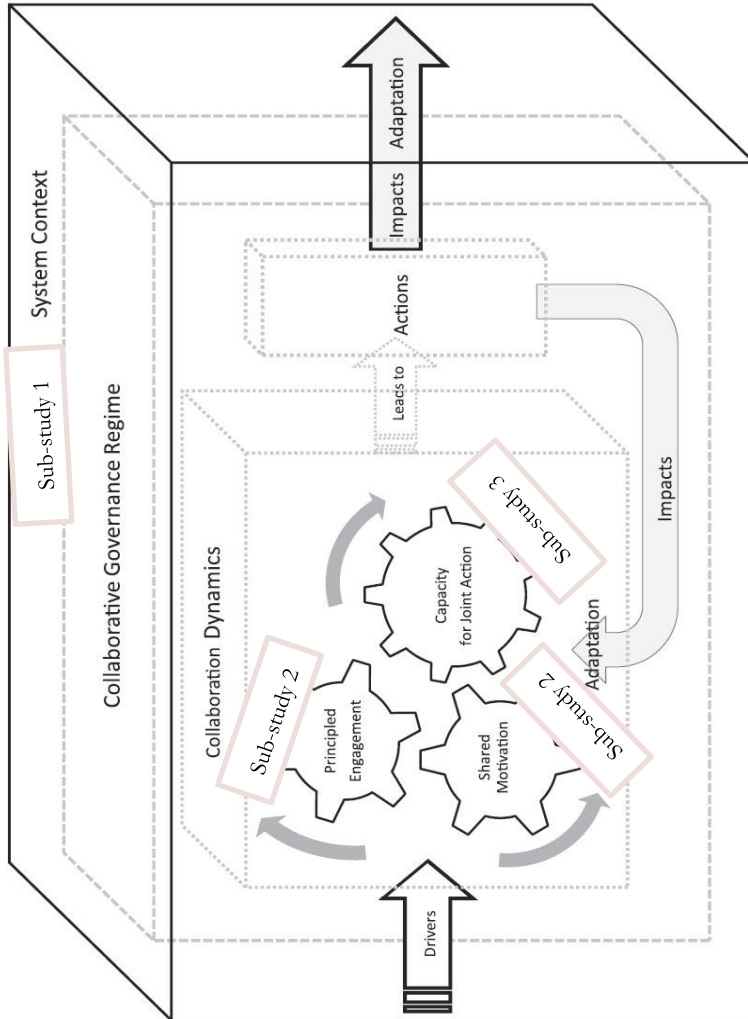 Sub-study 1
System Context
Collaborative Governance Regime
Collaboration Dynamics
Sub-study 2
Principled
Engagement
Shared
Motivation
Capacity
for Joint Action
Sub-study 3
Sub-study 2
Drivers
Leads to
Actions
Impacts
Adaptation
Adaptation
Impacts